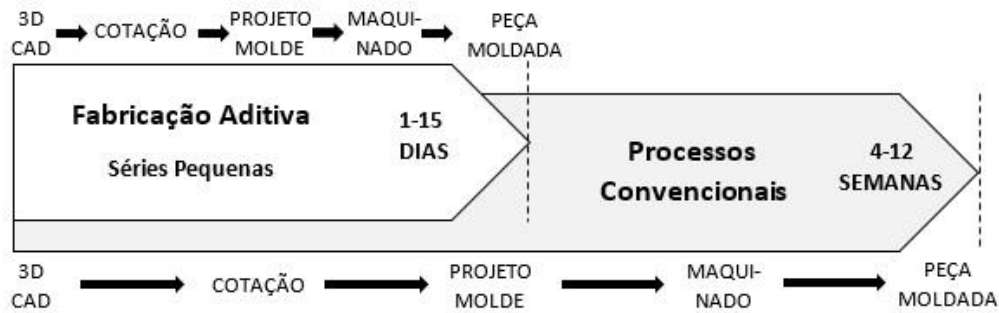 3D CAD COTAÇÃO PROJETO MOLDE MAQUI-NADO PEÇA MOLDADA
Fabricação Aditiva
Séries Pequenas
1-15
DIAS
Processos
Convencionais
4-12
SEMANAS
3D
CAD
COTAÇÃO
PROJETO
MOLDE
MAQUI-
NADO
PEÇA
MOLDADA